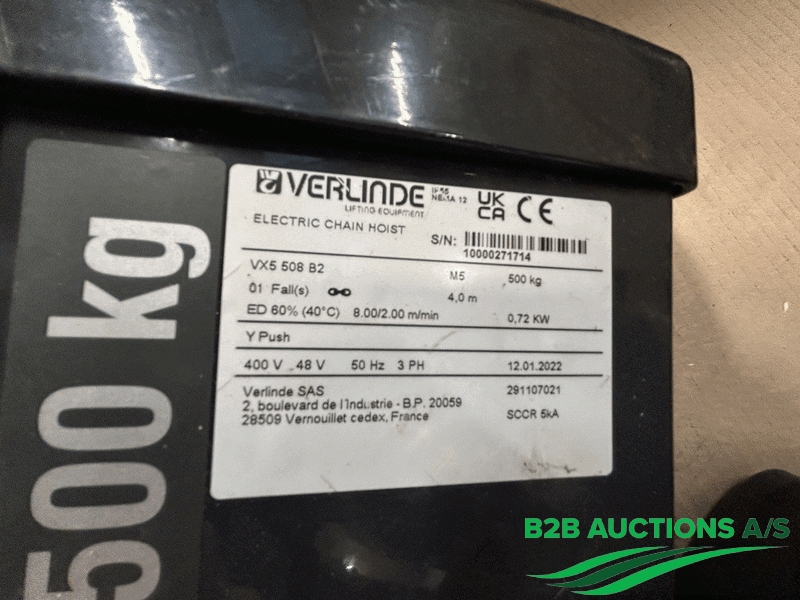 500 kg
VERLINDE
LIFTING EQUIPMENT
IP55
NEMA 12
UK
CA CE
ELECTRIC CHAIN HOIST
S/N:
10000271714
VX5 508 B2 M5 500 kg
01 Fall(s) 4,0 m
ED 60% (40°C) 8.00/2.00 m/min 0,72 KW
Y Push
400 V 48 V 50 Hz 3 PH 12.01.2022
Verlinde SAS 291107021
2, boulevard de l'Industrie - B.P. 20059
28509 Vernouillet cedex, France SCCR 5kA
B2B AUCTIONS A/S